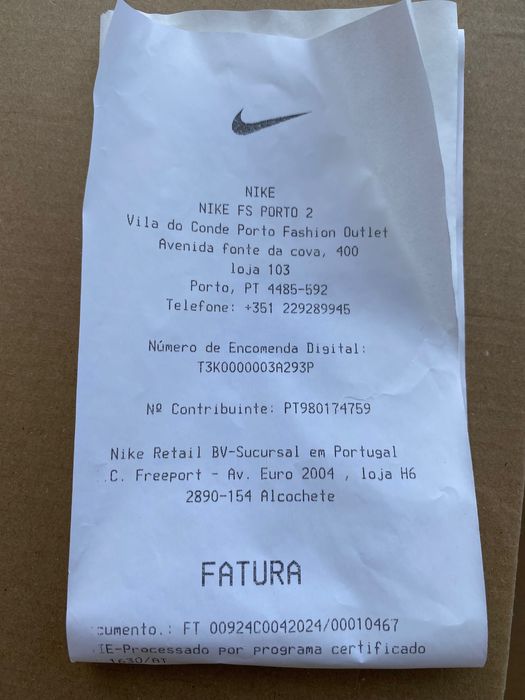 NIKE
NIKE FS PORTO 2
Vila do Conde Porto Fashion Outlet
Avenida fonte da cova, 400
loja 103
Porto, PT 4485-592
Telefone: +351 229289945
Número de Encomenda Digital:
T3K0000003A293P
Nº Contribuinte: PT980174759
Nike Retail BV-Sucursal em Portugal
.C. Freeport - Av. Euro 2004 , loja H6
2890-154 Alcochete
FATURA
cumento.: FT 00924C0042024/00010467
IE-Processado por programa certificado
1630/AT